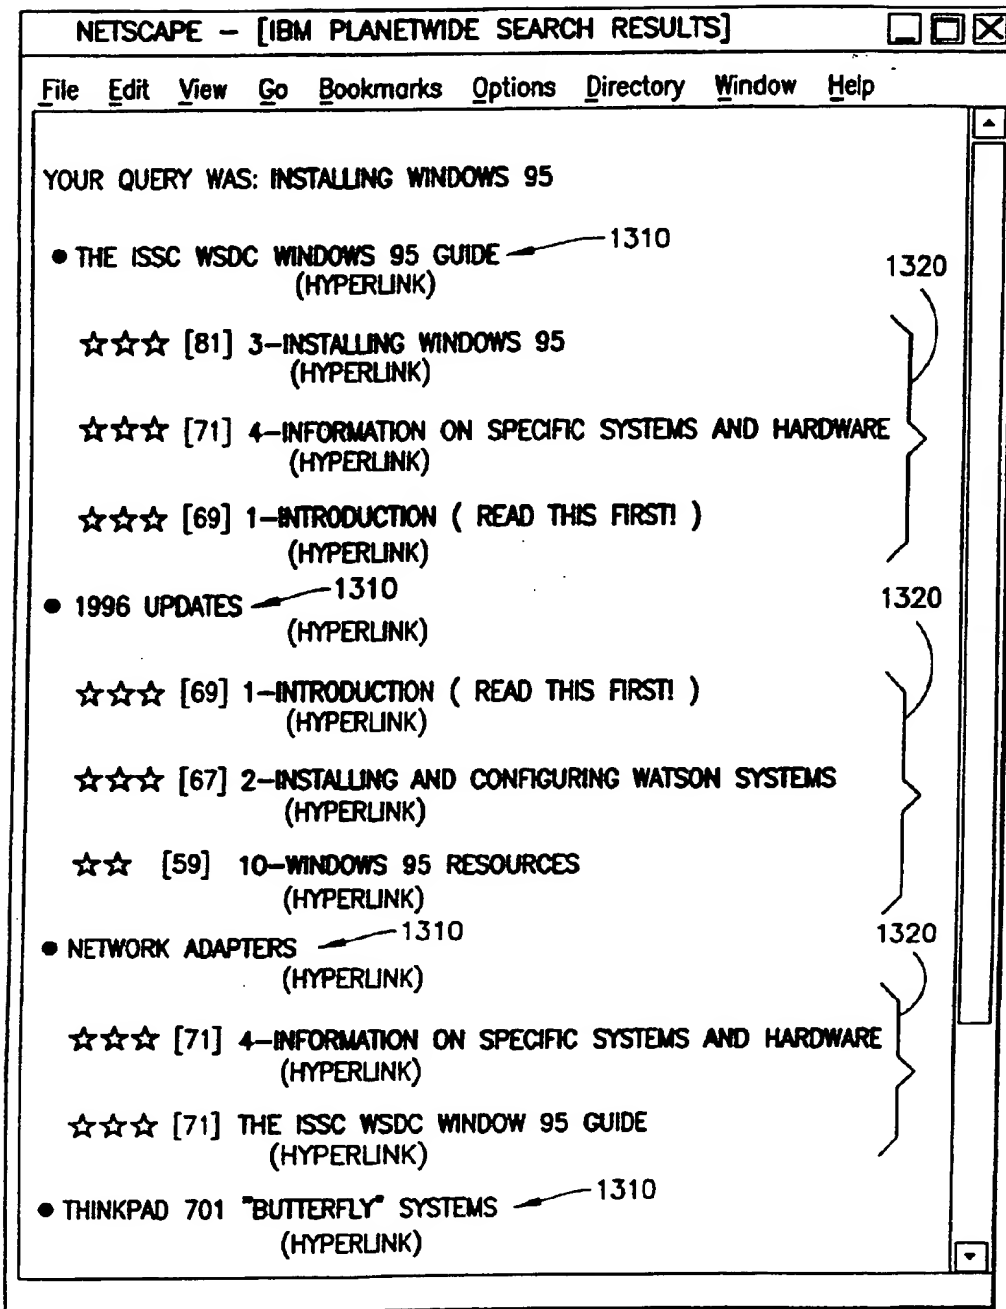 NETSCAPE – [IBM PLANETWIDE SEARCH RESULTS]
File Edit View Go Bookmarks Options Directory Window Help
YOUR QUERY WAS: INSTALLING WINDOWS 95
● THE ISSC WSDC WINDOWS 95 GUIDE 1310
(HYPERLINK)
1320
☆☆☆ [81] 3–INSTALLING WINDOWS 95
(HYPERLINK)
☆☆☆ [71] 4–INFORMATION ON SPECIFIC SYSTEMS AND HARDWARE
(HYPERLINK)
☆☆☆ [69] 1–INTRODUCTION ( READ THIS FIRST! )
(HYPERLINK)
● 1996 UPDATES 1310
(HYPERLINK)
1320
☆☆☆ [69] 1–INTRODUCTION ( READ THIS FIRST! )
(HYPERLINK)
☆☆☆ [67] 2–INSTALLING AND CONFIGURING WATSON SYSTEMS
(HYPERLINK)
☆☆ [59] 10–WINDOWS 95 RESOURCES
(HYPERLINK)
● NETWORK ADAPTERS 1310
(HYPERLINK)
1320
☆☆☆ [71] 4–INFORMATION ON SPECIFIC SYSTEMS AND HARDWARE
(HYPERLINK)
☆☆☆ [71] THE ISSC WSDC WINDOW 95 GUIDE
(HYPERLINK)
● THINKPAD 701 "BUTTERFLY" SYSTEMS 1310
(HYPERLINK)